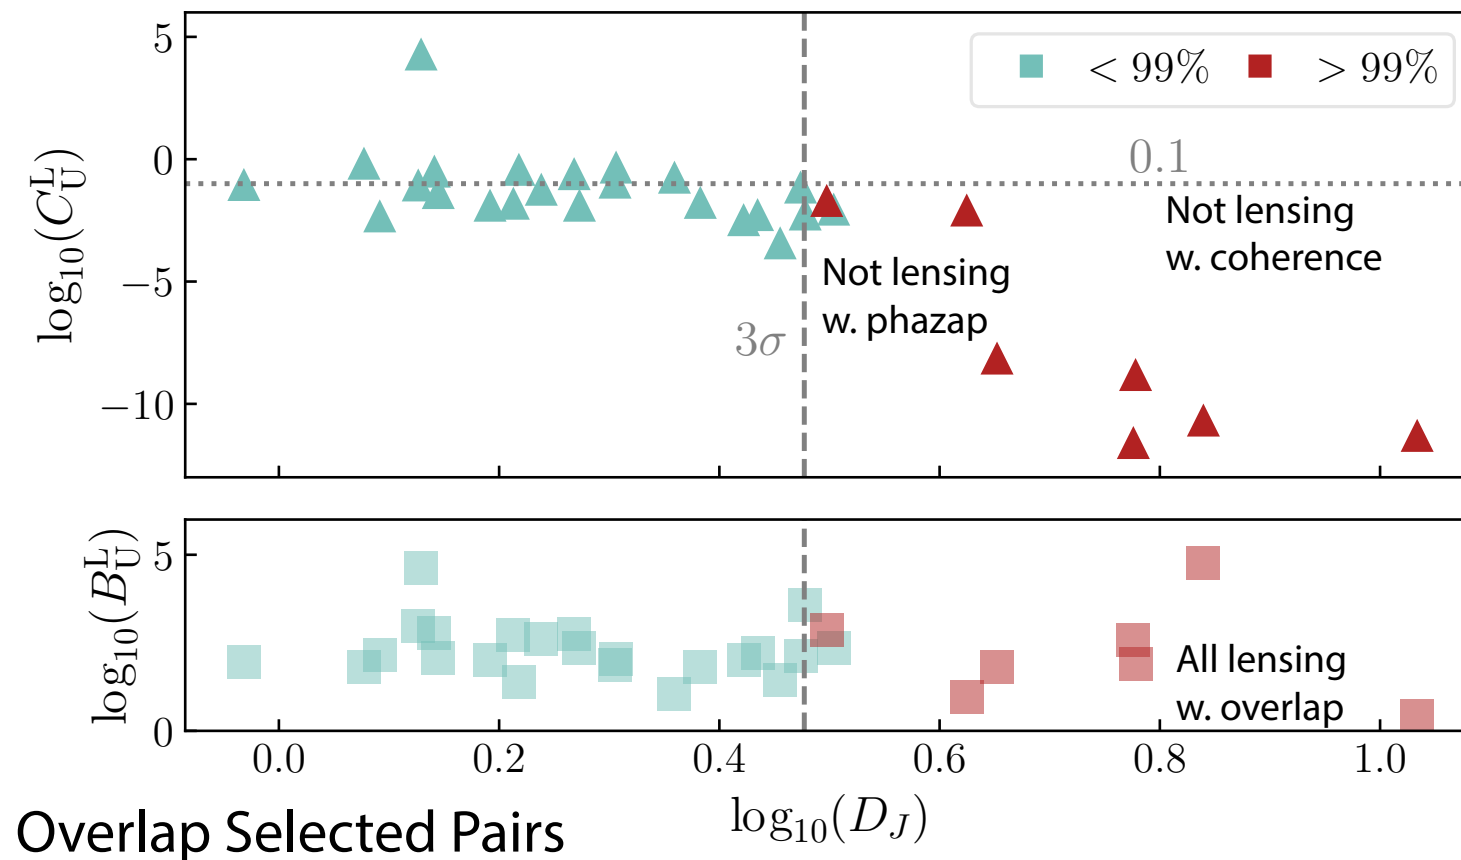 5
0
−5
−10
log₁₀(C_U^L)
< 99%
> 99%
0.1
Not lensing
w. coherence
Not lensing
w. phazap
3σ
5
0
log₁₀(B_U^L)
All lensing
w. overlap
0.0 0.2 0.4 0.6 0.8 1.0
log₁₀(D_J)
Overlap Selected Pairs